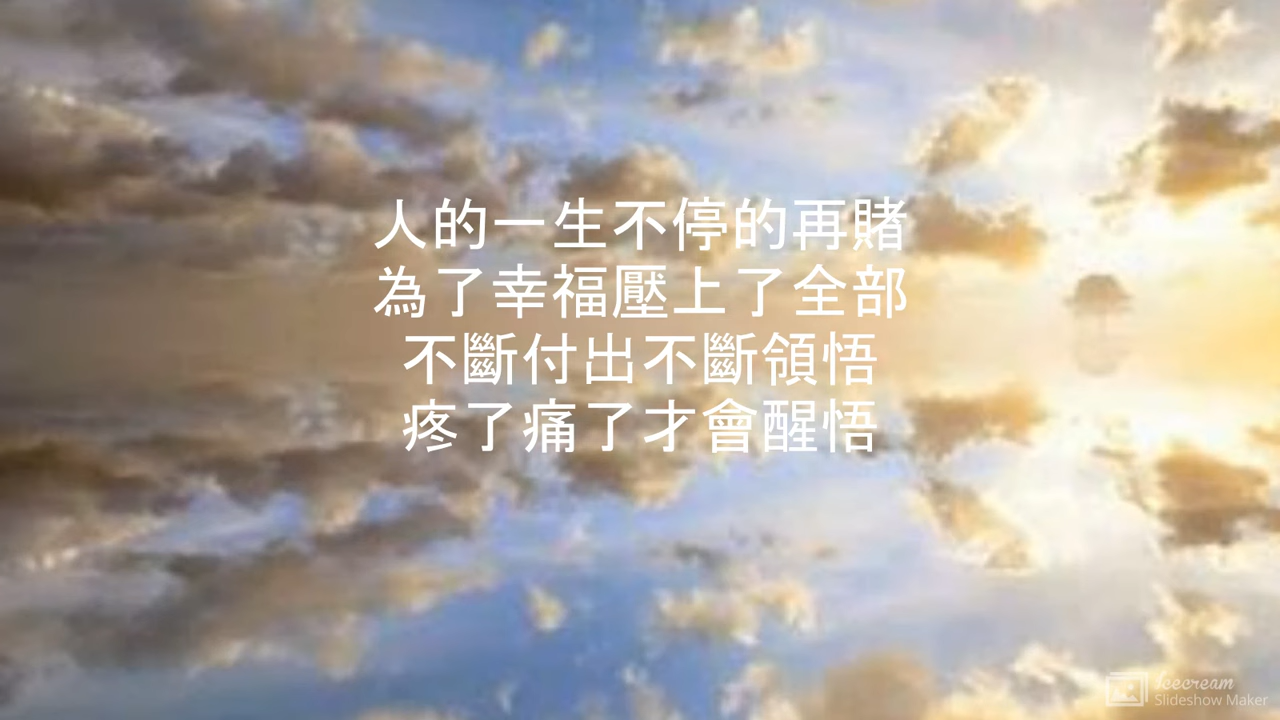 人的一生不停的再賭
為了幸福壓上了全部
不斷付出不斷領悟
疼了痛了才會醒悟
Icecream
Slideshow Maker